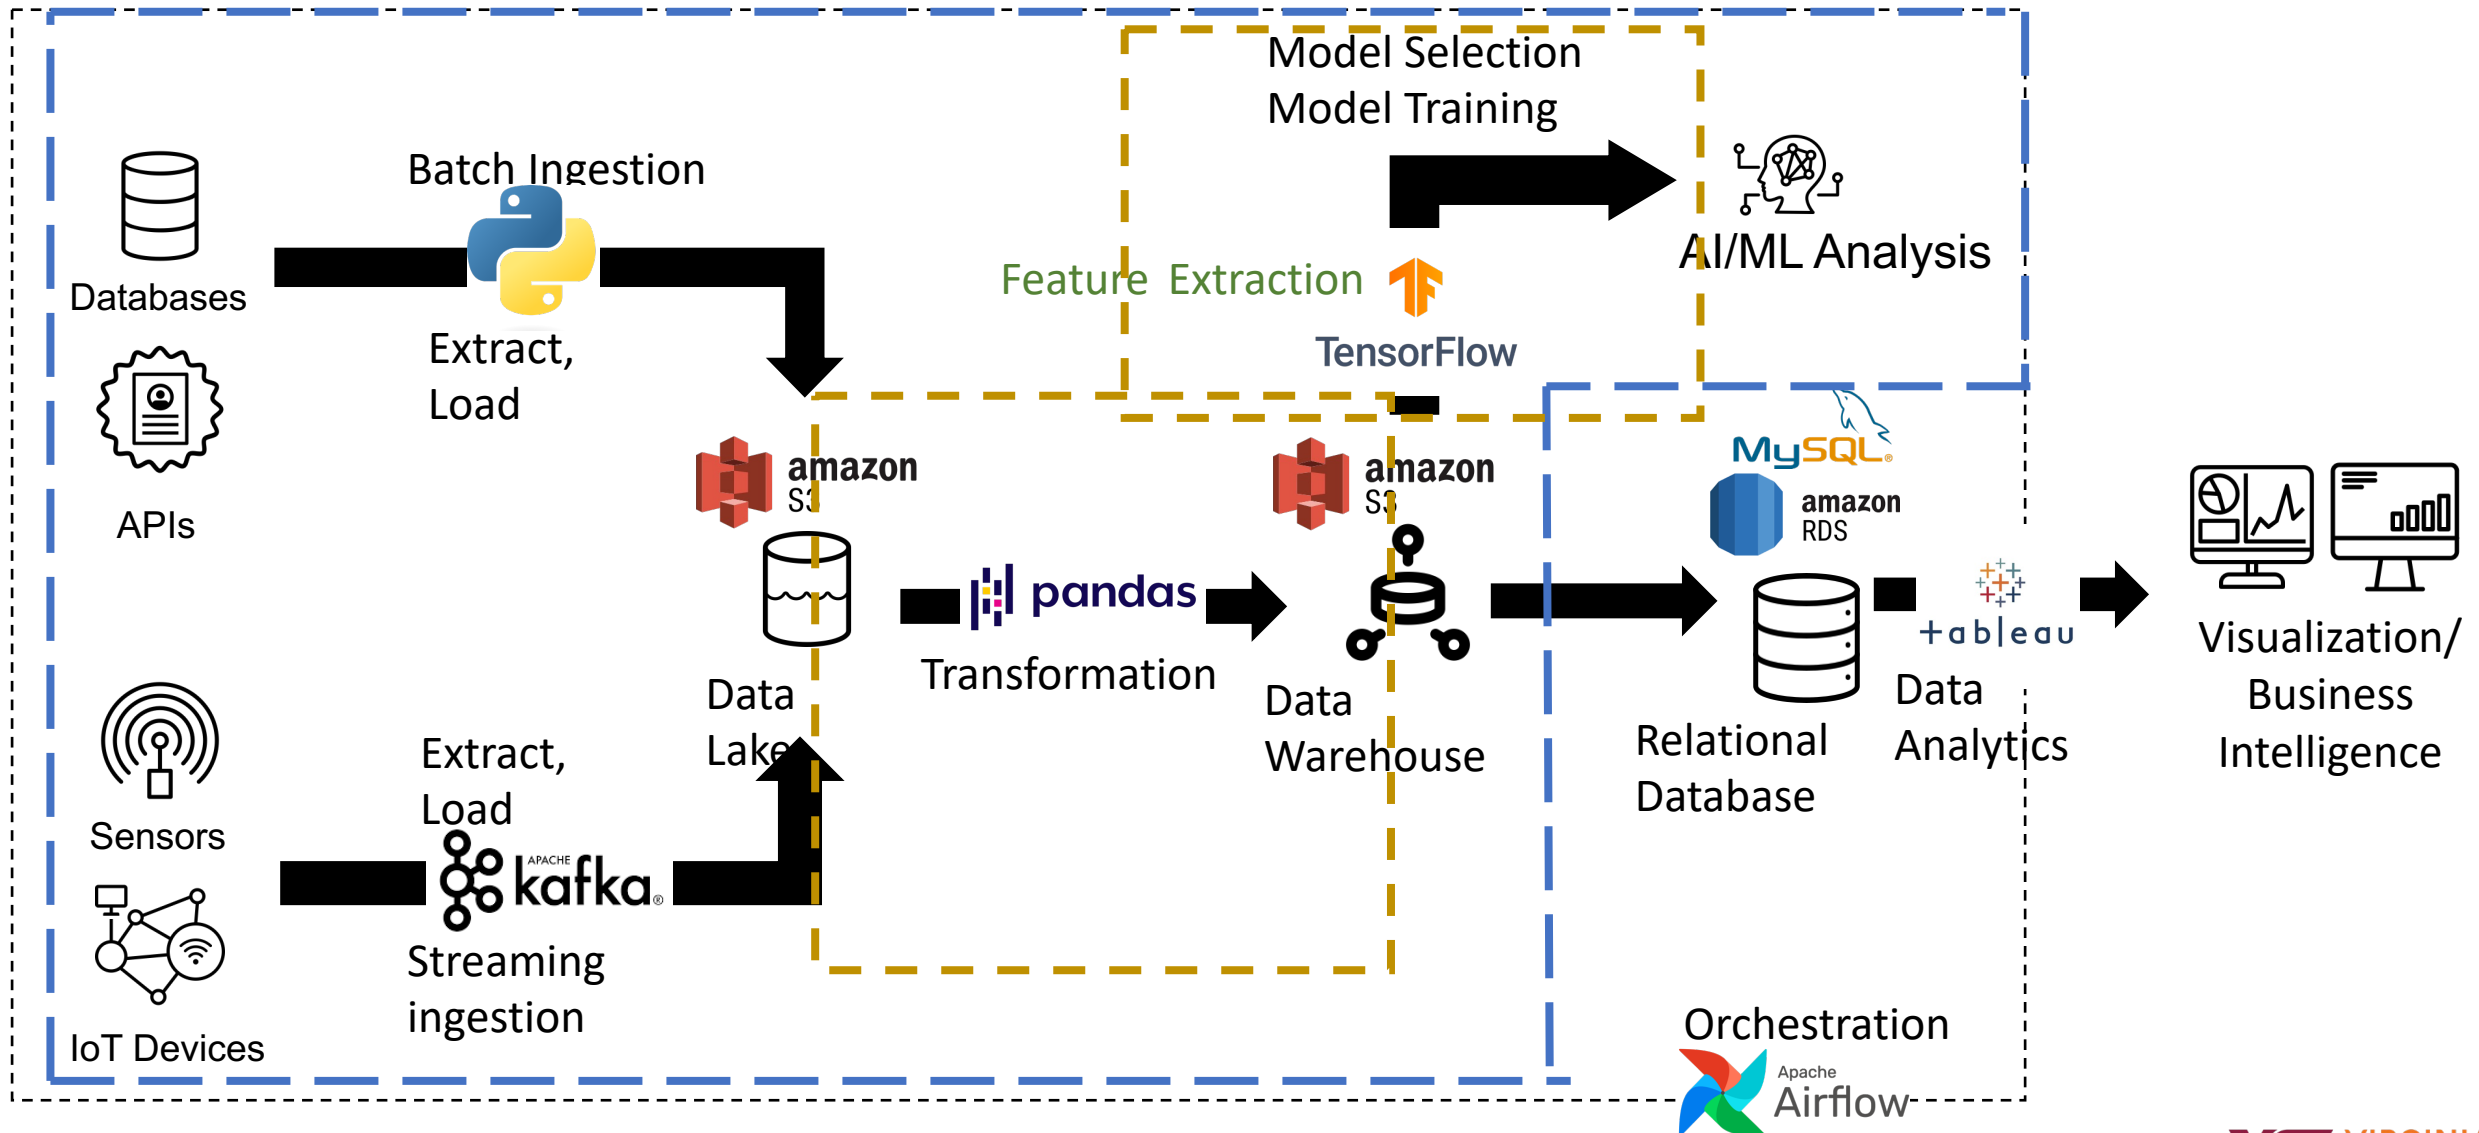 Model Selection
Model Training
Batch Ingestion
Databases
Extract,
Load
Feature Extraction
TensorFlow
AI/ML Analysis
APIs
amazon
S3
amazon
S3
MySQL®
amazon
RDS
pandas
Transformation
Data
Lake
Data
Warehouse
Relational
Database
+ableau
Data
Analytics
Visualization/
Business
Intelligence
Sensors
Extract,
Load
APACHE
kafka®
Streaming
ingestion
IoT Devices
Orchestration
Apache
Airflow